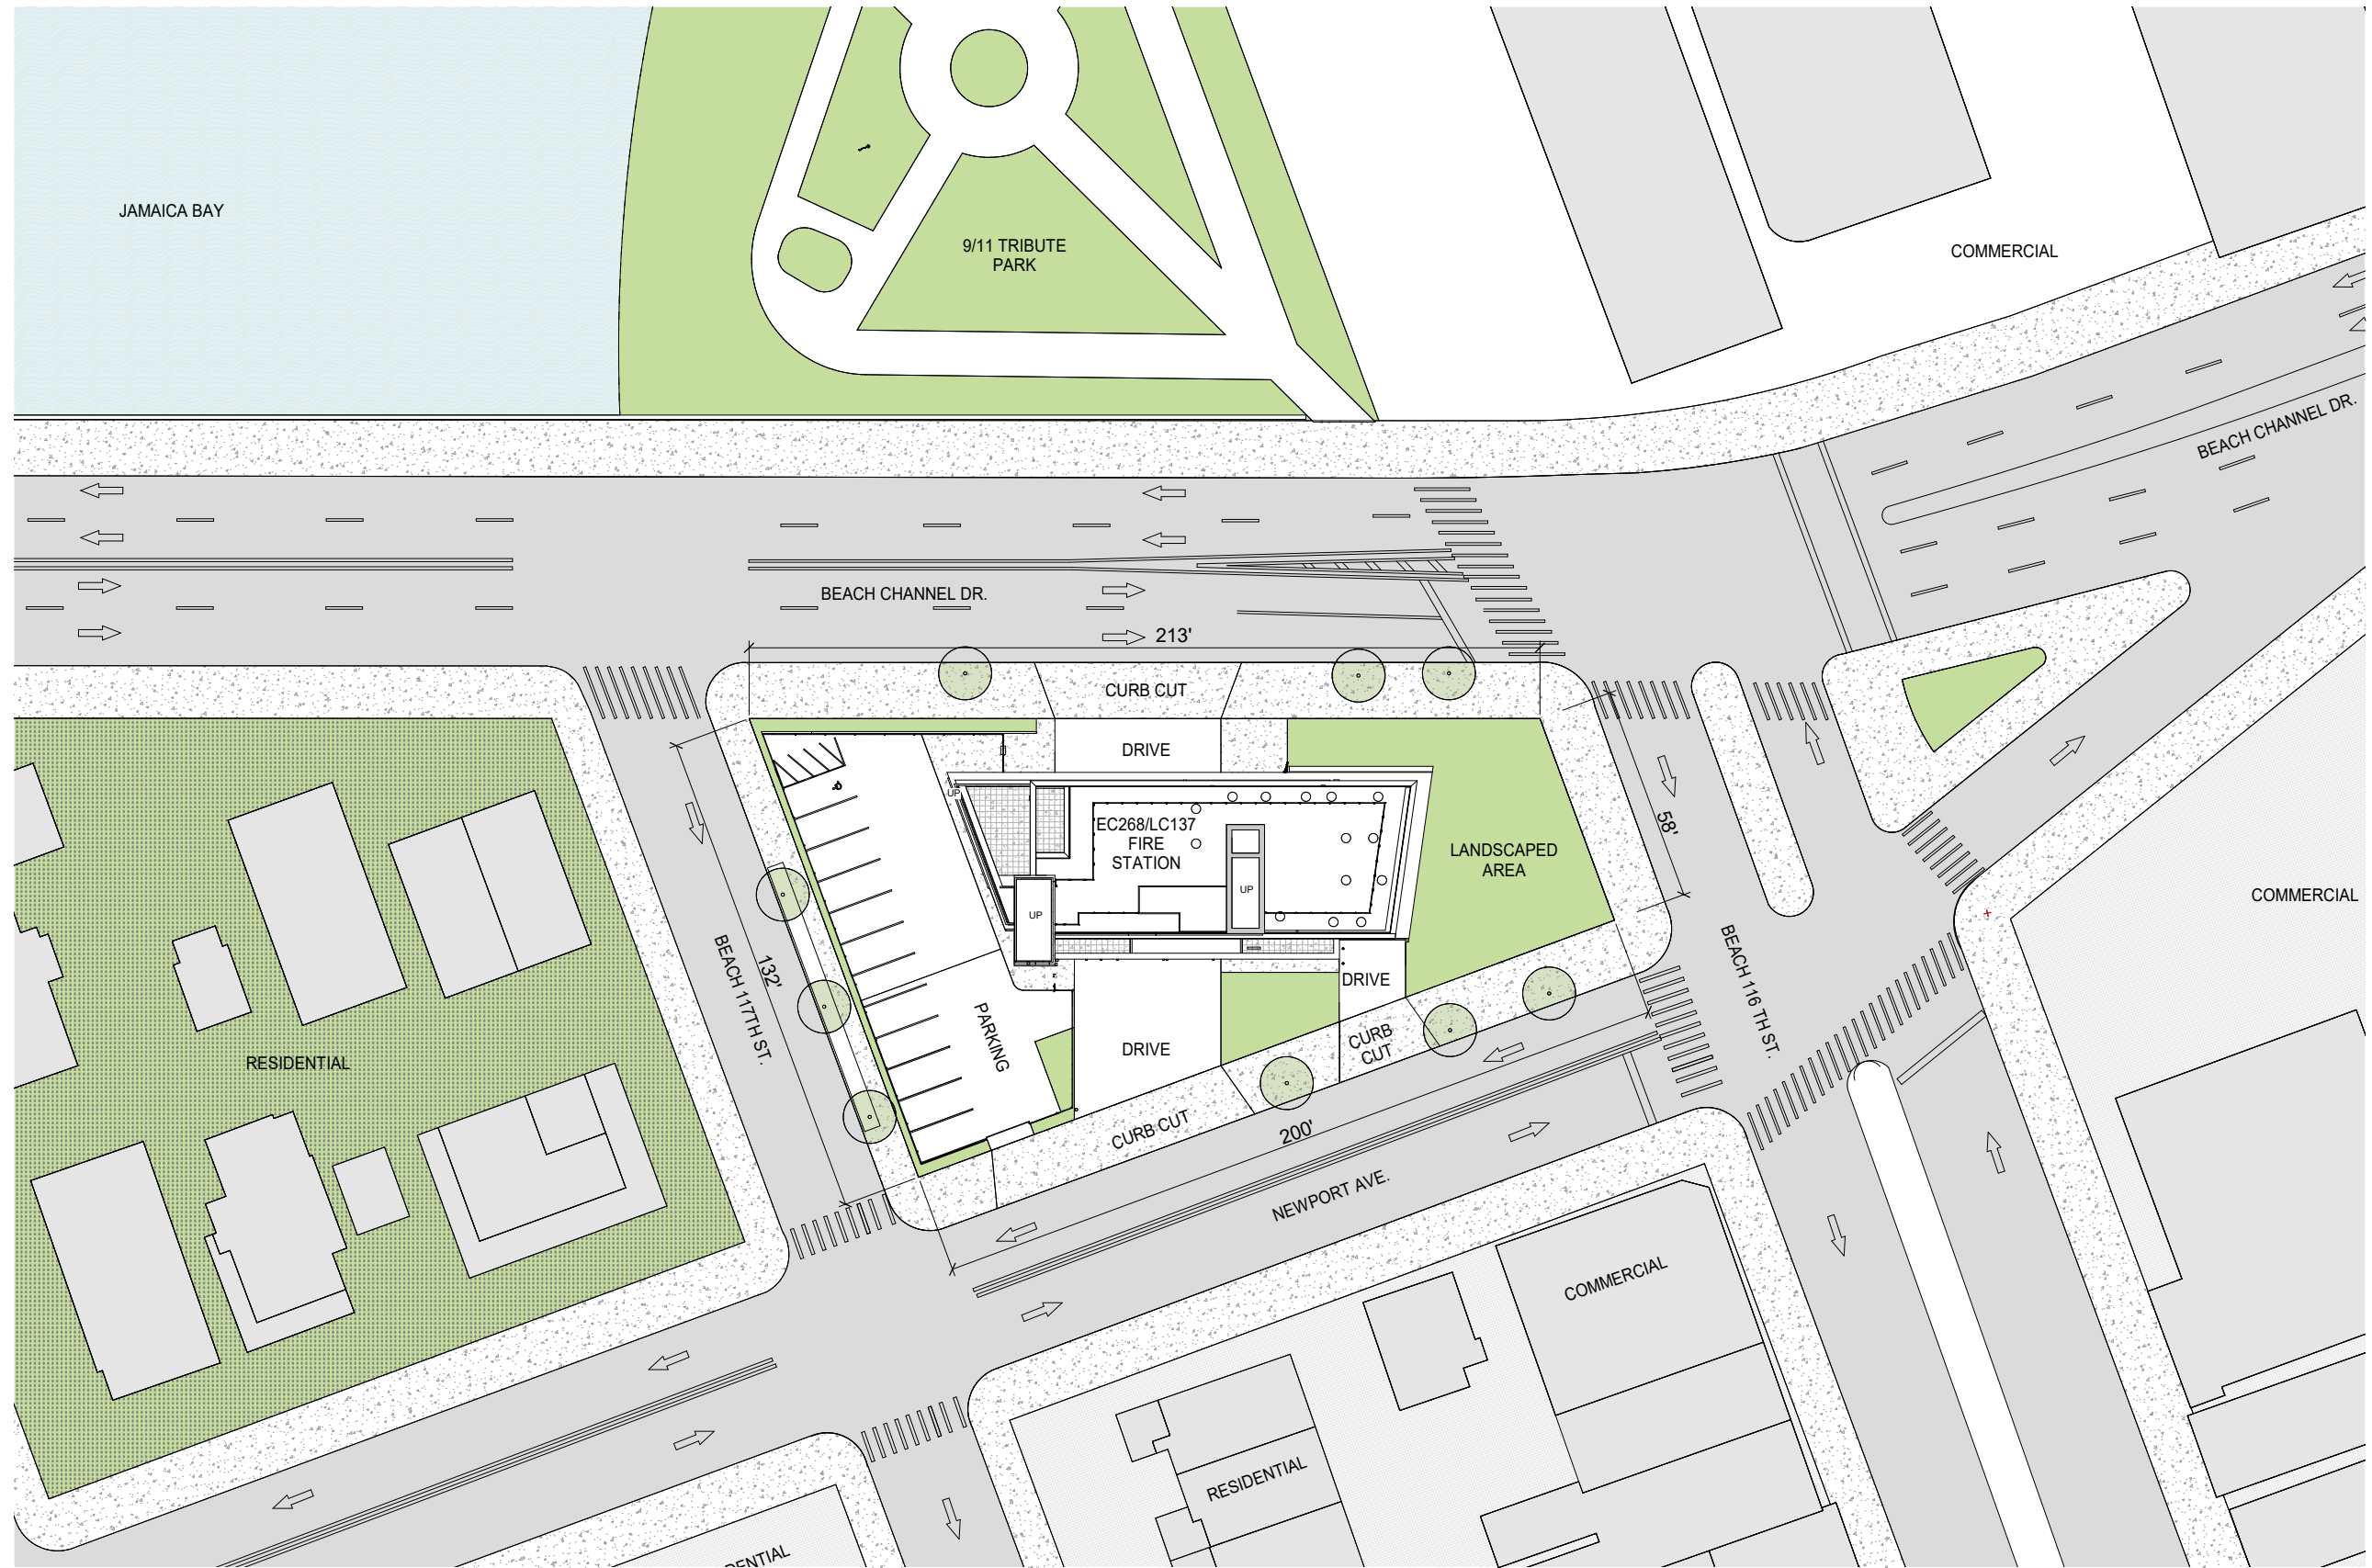 JAMAICA BAY
9/11 TRIBUTE
PARK
COMMERCIAL
BEACH CHANNEL DR.
BEACH CHANNEL DR.
213'
CURB CUT
DRIVE
UP
EC268/LC137
FIRE
STATION
UP
UP
LANDSCAPED
AREA
58'
COMMERCIAL
BEACH 117TH ST.
132'
PARKING
DRIVE
DRIVE
CURB
CUT
CURB CUT
200'
BEACH 116 TH ST.
RESIDENTIAL
NEWPORT AVE.
COMMERCIAL
RESIDENTIAL
DENTIAL